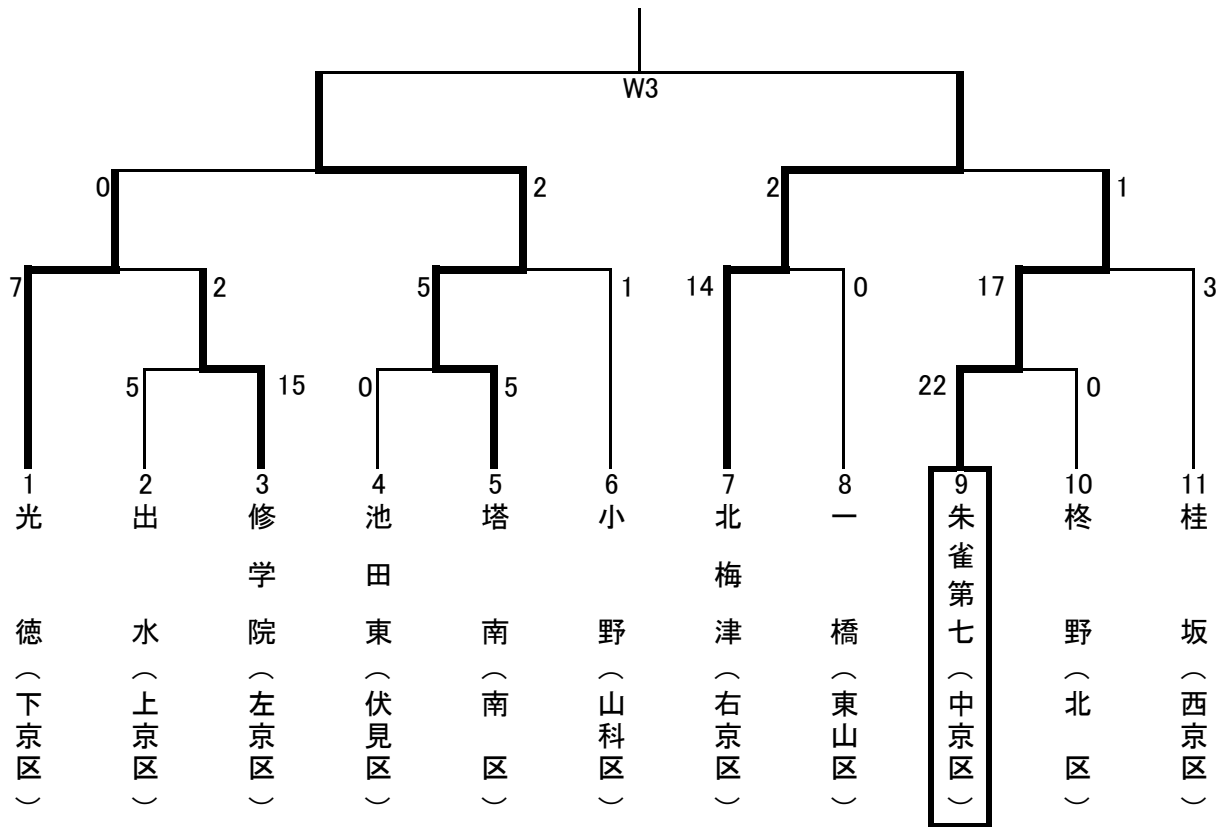 W3
0 2 2 1
7 2 5 1 14 0 17 3
5 15 0 5 22 0
1 2 3 4 5 6 7 8 9 10 11
光徳（下京区）
出水（上京区）
修学院（左京区）
池田東（伏見区）
塔南（南区）
小野（山科区）
北梅津（右京区）
一橋（東山区）
朱雀第七（中京区）
柊野（北区）
桂坂（西京区）